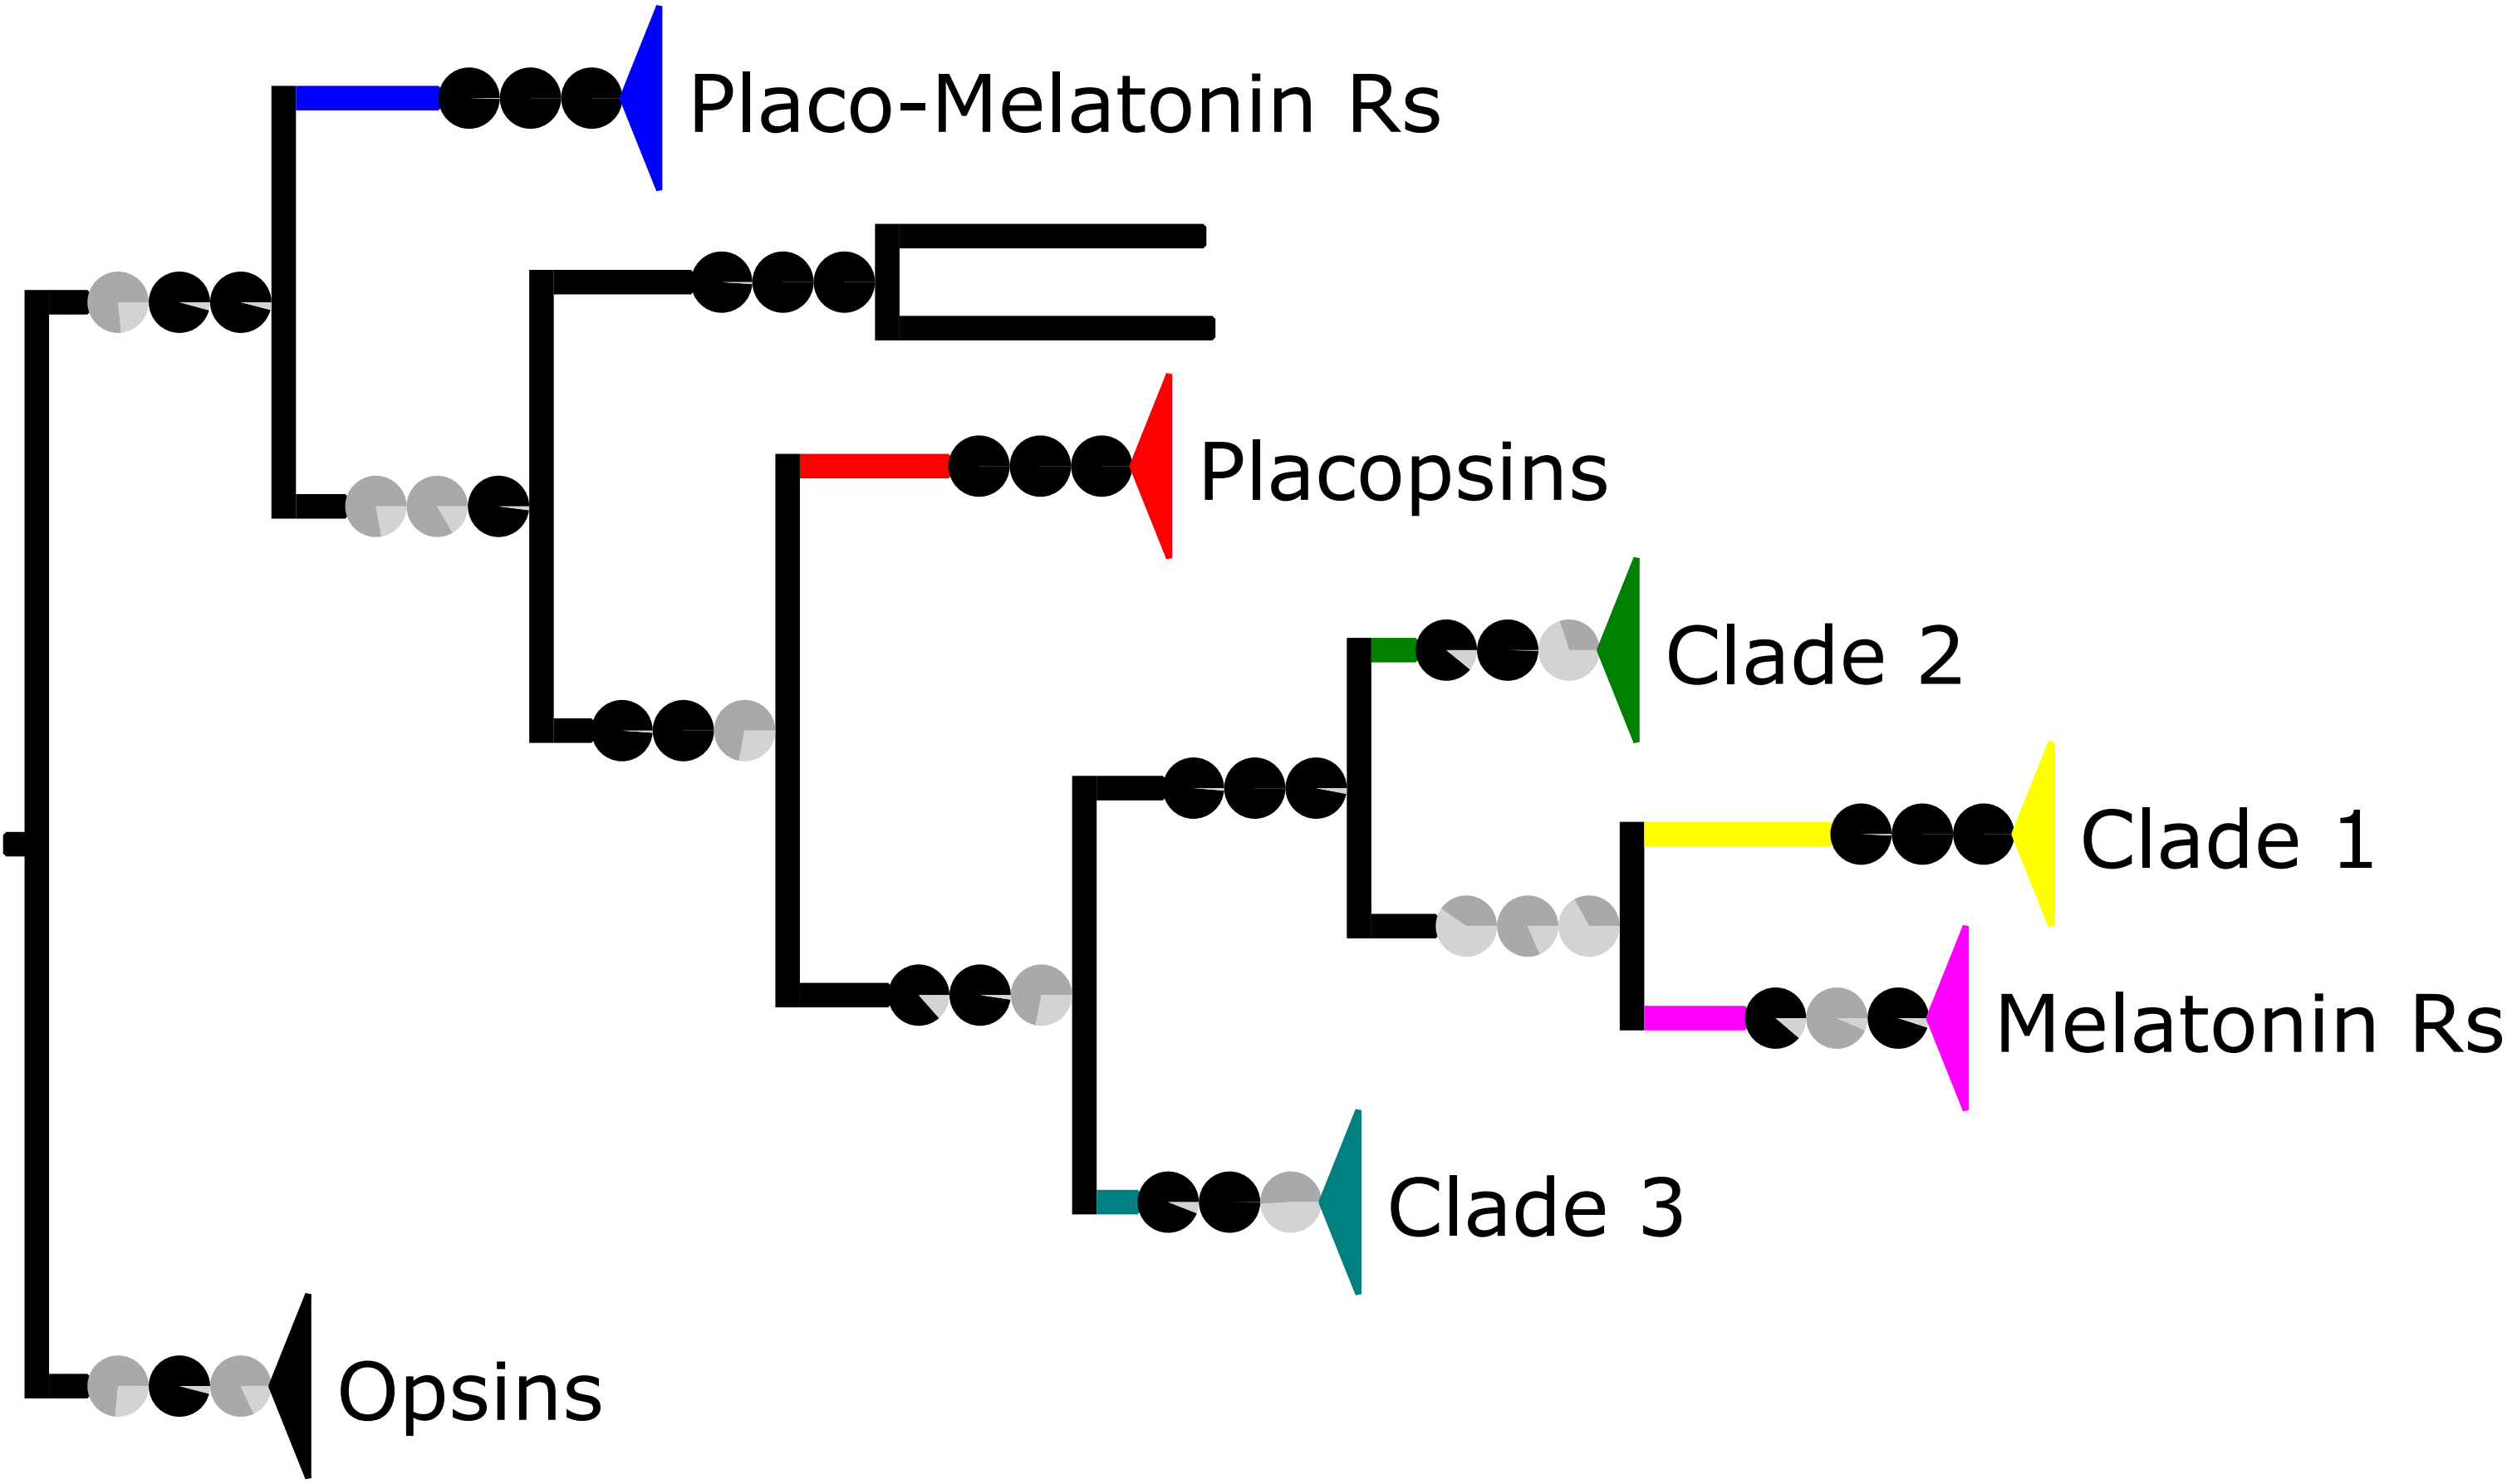 Placo-Melatonin Rs
Placopsins
Clade 2
Clade 1
Melatonin Rs
Clade 3
Opsins